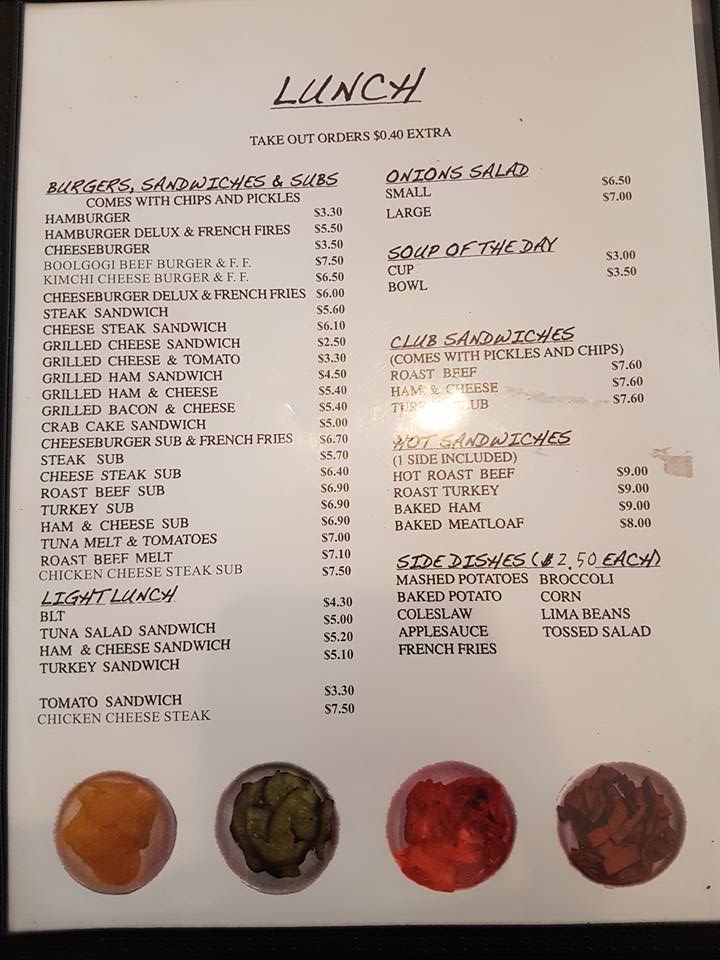 LUNCH
TAKE OUT ORDERS $0.40 EXTRA
BURGERS, SANDWICHES & SUBS
COMES WITH CHIPS AND PICKLES
HAMBURGER $3.30
HAMBURGER DELUX & FRENCH FIRES $5.50
CHEESEBURGER $3.50
BOOLGOGI BEEF BURGER & F. F. $7.50
KIMCHI CHEESE BURGER & F. F. $6.50
CHEESEBURGER DELUX & FRENCH FRIES $6.00
STEAK SANDWICH $5.60
CHEESE STEAK SANDWICH $6.10
GRILLED CHEESE SANDWICH $2.50
GRILLED CHEESE & TOMATO $3.30
GRILLED HAM SANDWICH $4.50
GRILLED HAM & CHEESE $5.40
GRILLED BACON & CHEESE $5.40
CRAB CAKE SANDWICH $5.00
CHEESEBURGER SUB & FRENCH FRIES $6.70
STEAK SUB $5.70
CHEESE STEAK SUB $6.40
ROAST BEEF SUB $6.90
TURKEY SUB $6.90
HAM & CHEESE SUB $6.90
TUNA MELT & TOMATOES $7.00
ROAST BEEF MELT $7.10
CHICKEN CHEESE STEAK SUB $7.50
LIGHT LUNCH
BLT $4.30
TUNA SALAD SANDWICH $5.00
HAM & CHEESE SANDWICH $5.20
TURKEY SANDWICH $5.10
TOMATO SANDWICH $3.30
CHICKEN CHEESE STEAK $7.50
ONIONS SALAD
SMALL $6.50
LARGE $7.00
SOUP OF THE DAY
CUP $3.00
BOWL $3.50
CLUB SANDWICHES
(COMES WITH PICKLES AND CHIPS)
ROAST BEEF $7.60
HAM & CHEESE $7.60
TURKEY CLUB $7.60
HOT SANDWICHES
(1 SIDE INCLUDED)
HOT ROAST BEEF $9.00
ROAST TURKEY $9.00
BAKED HAM $9.00
BAKED MEATLOAF $8.00
SIDE DISHES ($2.50 EACH)
MASHED POTATOES BROCCOLI
BAKED POTATO CORN
COLESLAW LIMA BEANS
APPLESAUCE TOSSED SALAD
FRENCH FRIES